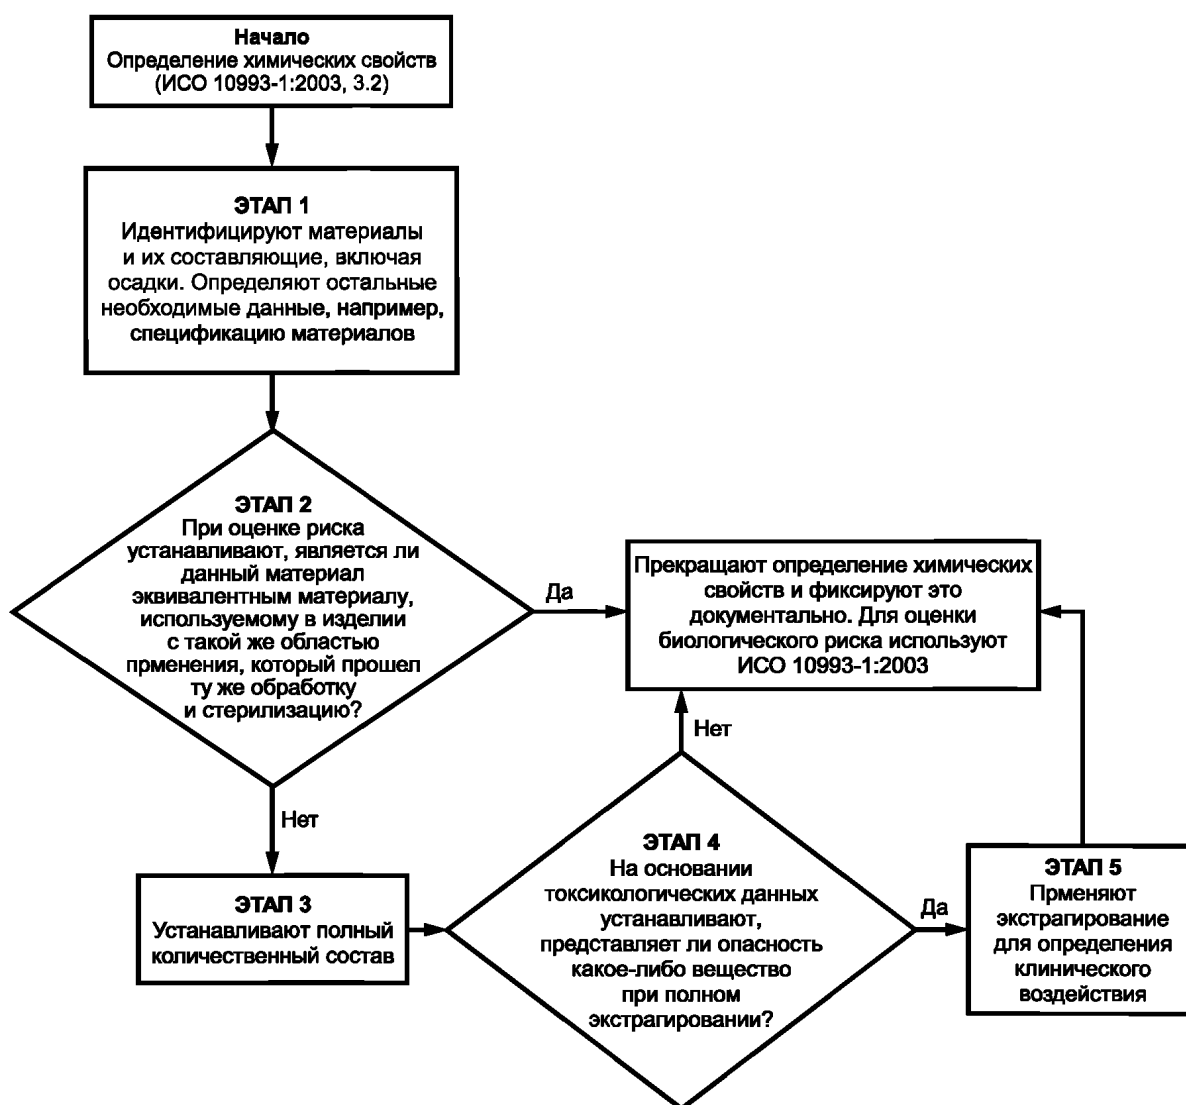 Начало
Определение химических свойств
(ИСО 10993-1:2003, 3.2)
ЭТАП 1
Идентифицируют материалы
и их составляющие, включая
осадки. Определяют остальные
необходимые данные, например,
спецификацию материалов
ЭТАП 2
При оценке риска
устанавливают, является ли
данный материал
эквивалентным материалу,
используемому в изделии
с такой же областью
прменения, который прошел
ту же обработку
и стерилизацию?
Да
Прекращают определение химических
свойств и фиксируют это
документально. Для оценки
биологического риска используют
ИСО 10993-1:2003
Нет
Нет
ЭТАП 3
Устанавливают полный
количественный состав
ЭТАП 4
На основании
токсикологических данных
устанавливают,
представляет ли опасность
какое-либо вещество
при полном
экстрагировании?
Да
ЭТАП 5
Прменяют
экстрагирование
для определения
клинического
воздействия